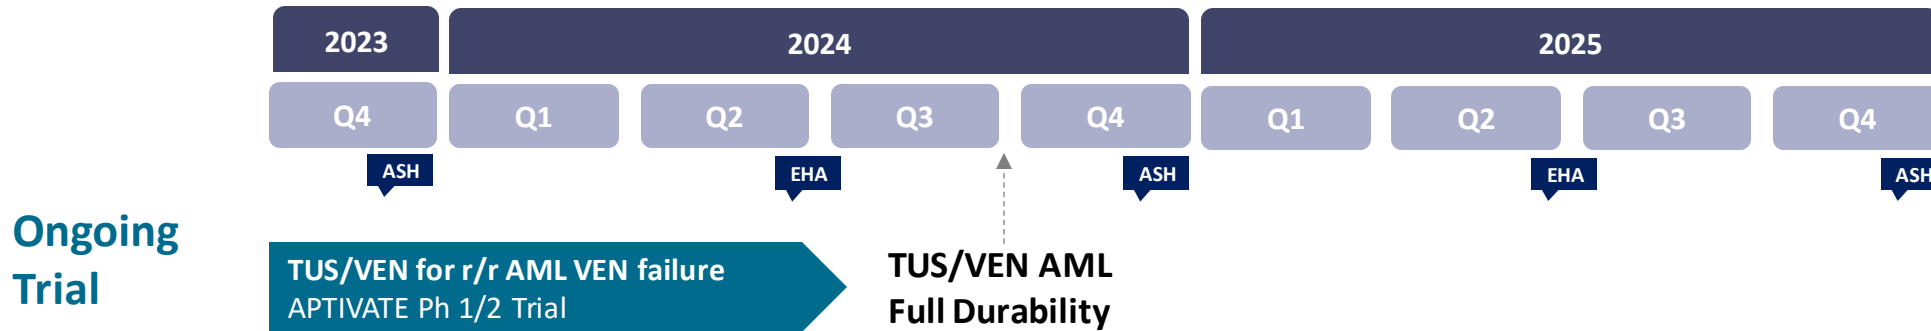 2023
2024
2025
Q4
Q1
Q2
Q3
Q4
Q1
Q2
Q3
Q4
ASH
EHA
ASH
EHA
ASH
Ongoing
Trial
TUS/VEN for r/r AML VEN failure
APTIVATE Ph 1/2 Trial
TUS/VEN AML
Full Durability